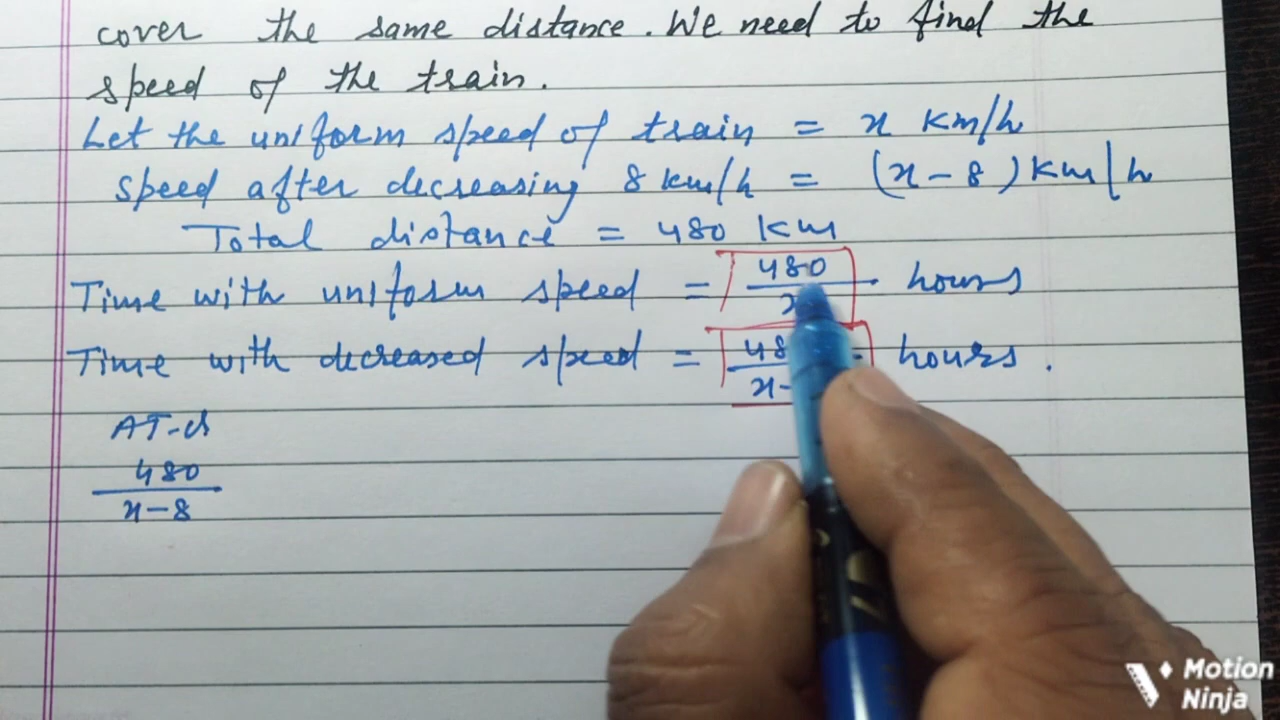 cover the same distance. We need to find the
speed of the train.
Let the uniform speed of train = x km/h
speed after decreasing 8 km/h = (x-8) km/h
Total distance = 480 km
Time with uniform speed = 480/x hours
Time with decreased speed = 48 x- hours.
AT-Q
480
x-8
Motion
Ninja